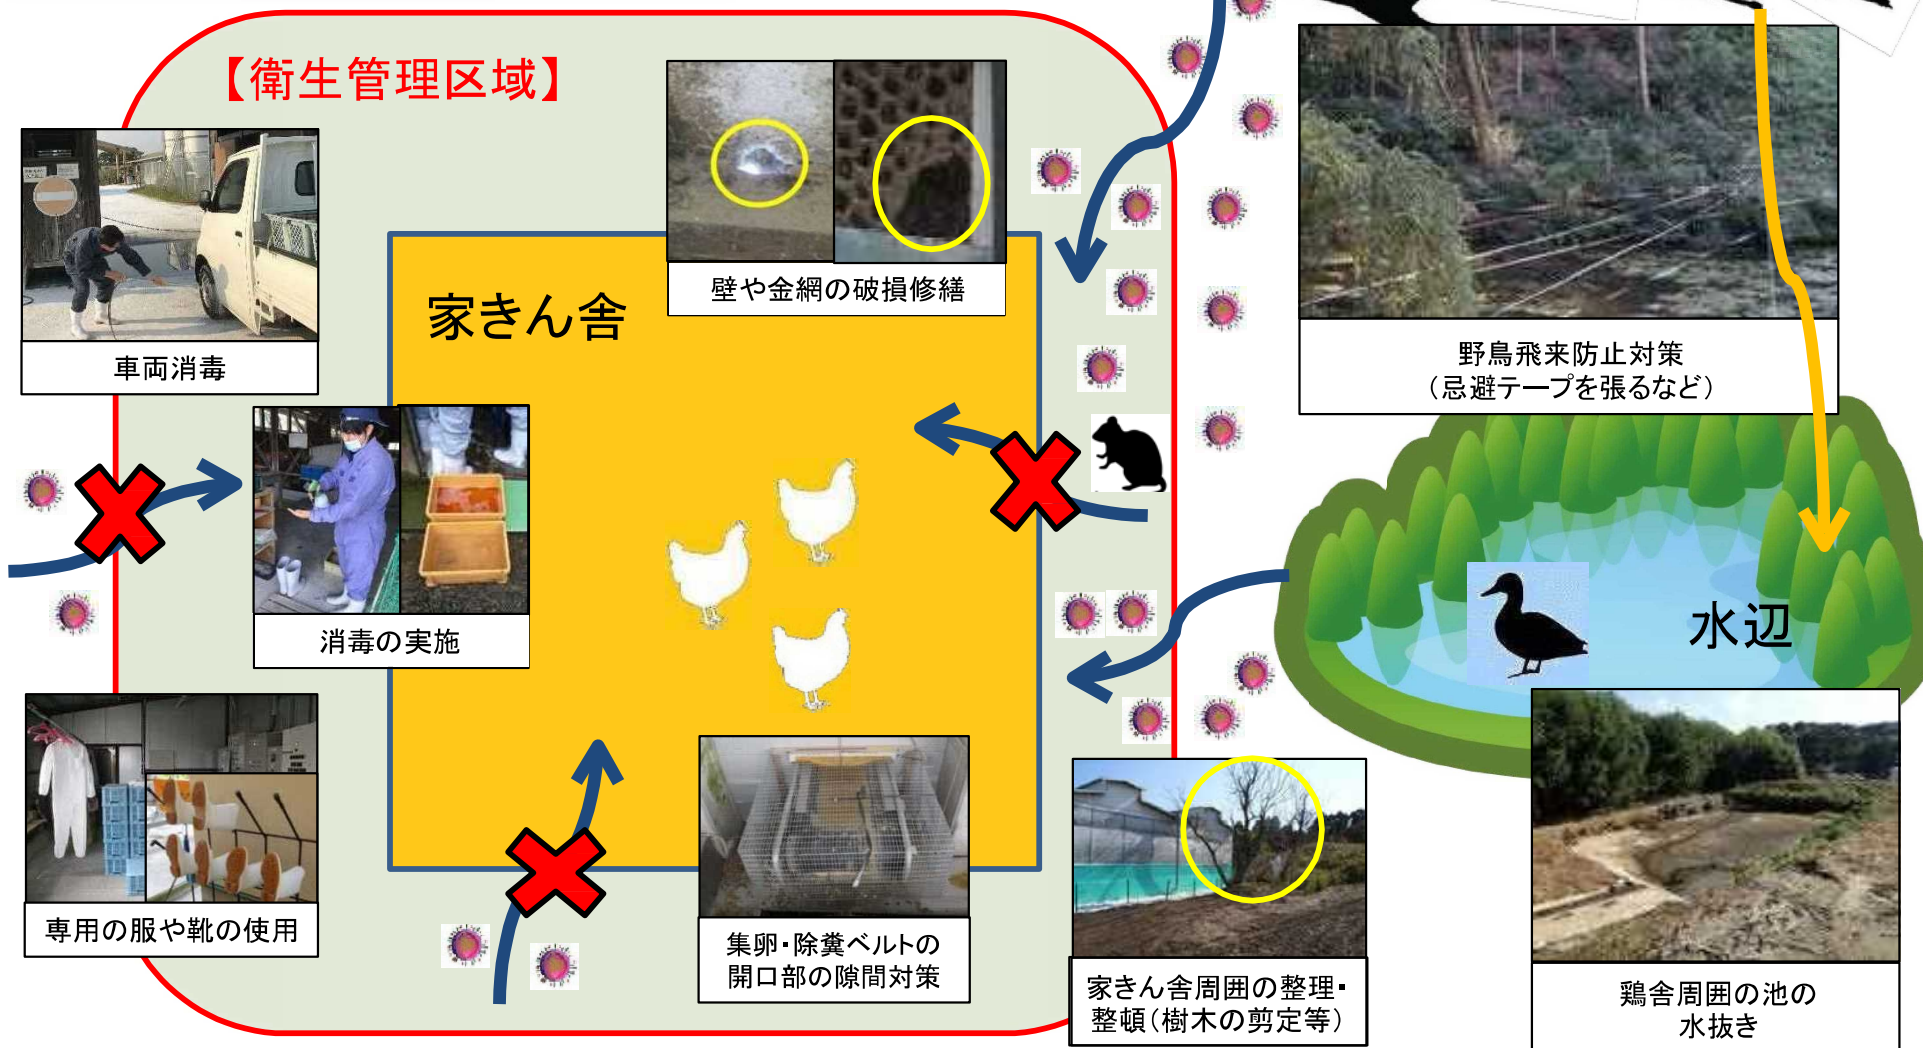 【衛生管理区域】
車両消毒
家きん舎
壁や金網の破損修繕
野鳥飛来防止対策
（忌避テープを張るなど）
消毒の実施
水辺
専用の服や靴の使用
集卵・除糞ベルトの
開口部の隙間対策
家きん舎周囲の整理・
整頓（樹木の剪定等）
鶏舎周囲の池の
水抜き